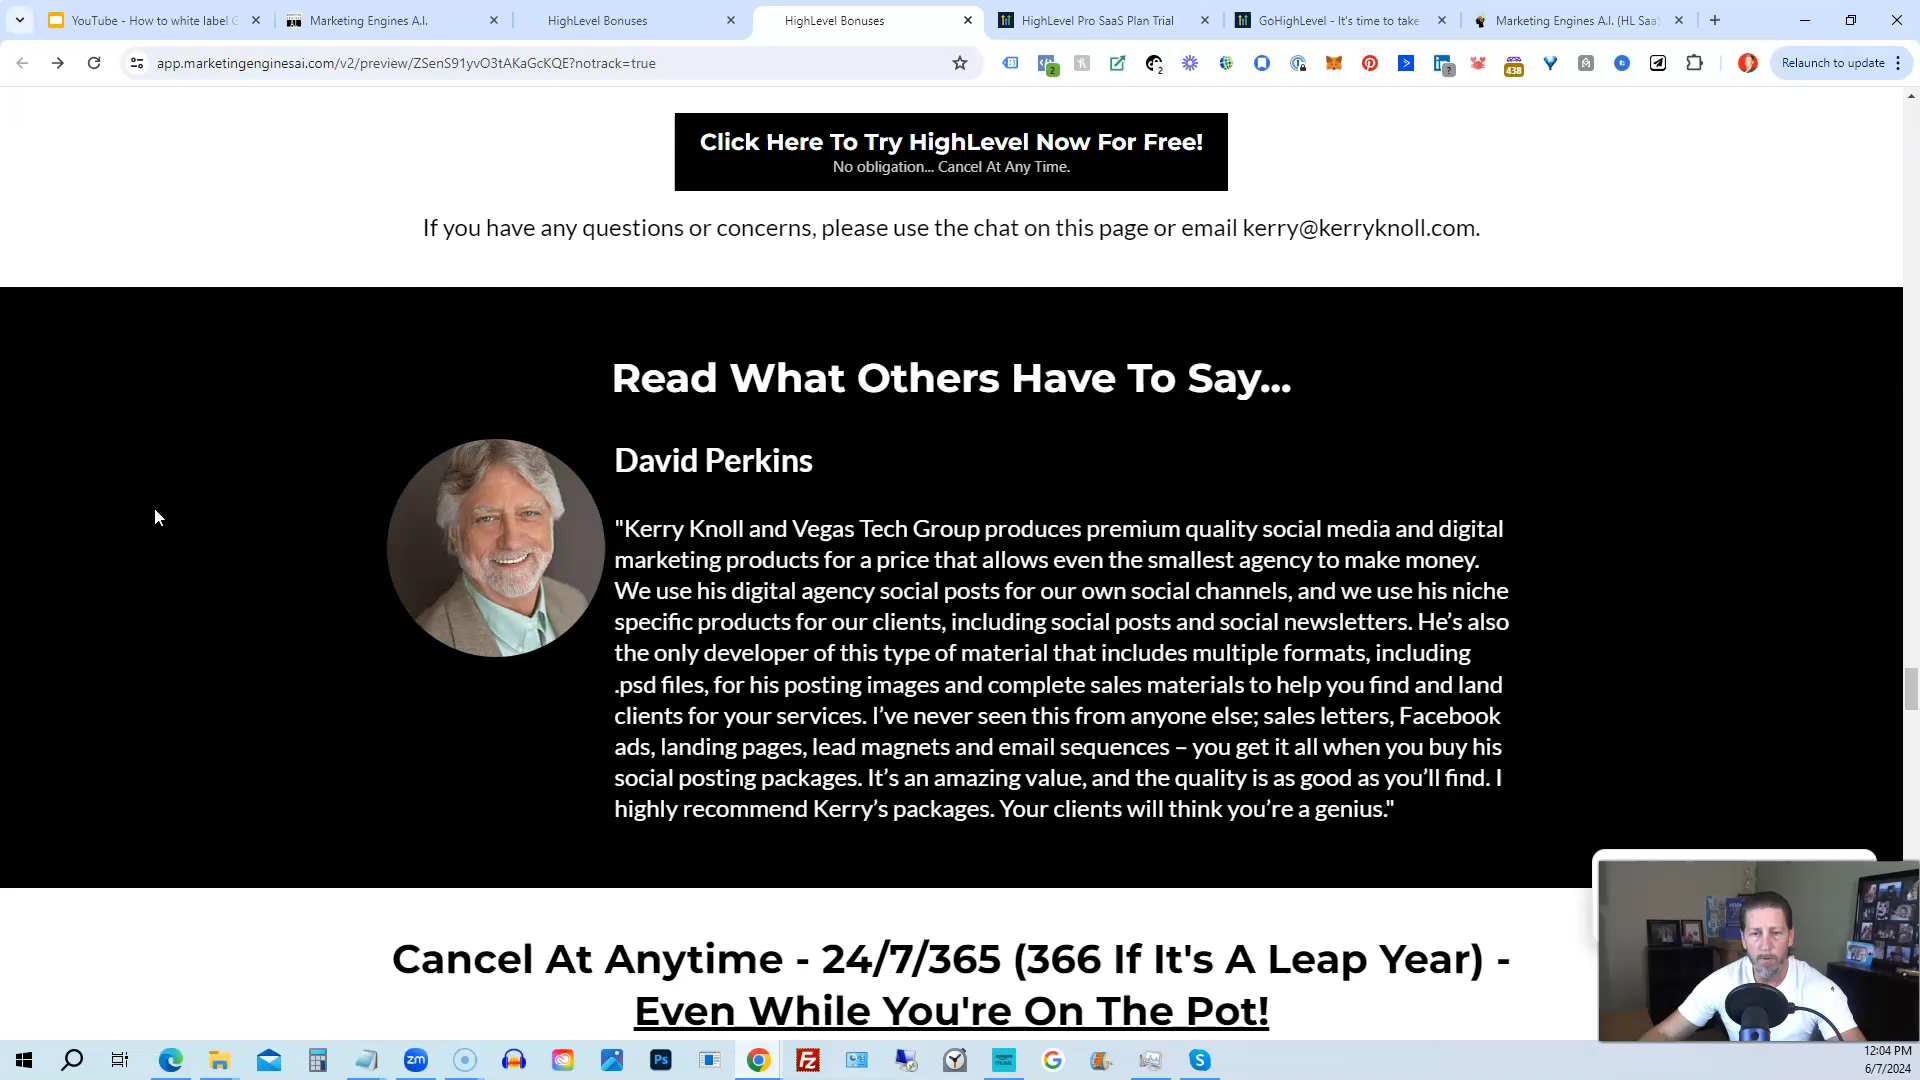 YouTube - How to white label G
Marketing Engines A.I.
HighLevel Bonuses
HighLevel Bonuses
HighLevel Pro SaaS Plan Trial
GoHighLevel - It's time to take
Marketing Engines A.I. (HL SaaS
app.marketingenginesai.com/v2/preview/ZSenS91yvO3tAKaGcKQE?notrack=true
2
2
?
438
Relaunch to update
Click Here To Try HighLevel Now For Free!
No obligation... Cancel At Any Time.
If you have any questions or concerns, please use the chat on this page or email kerry@kerryknoll.com.
Read What Others Have To Say...
David Perkins
"Kerry Knoll and Vegas Tech Group produces premium quality social media and digital
marketing products for a price that allows even the smallest agency to make money.
We use his digital agency social posts for our own social channels, and we use his niche
specific products for our clients, including social posts and social newsletters. He’s also
the only developer of this type of material that includes multiple formats, including
.psd files, for his posting images and complete sales materials to help you find and land
clients for your services. I’ve never seen this from anyone else; sales letters, Facebook
ads, landing pages, lead magnets and email sequences – you get it all when you buy his
social posting packages. It’s an amazing value, and the quality is as good as you’ll find. I
highly recommend Kerry’s packages. Your clients will think you’re a genius."
Cancel At Anytime - 24/7/365 (366 If It's A Leap Year) -
Even While You're On The Pot!
zm
Ps
Fz
music
G
S
12:04 PM
6/7/2024